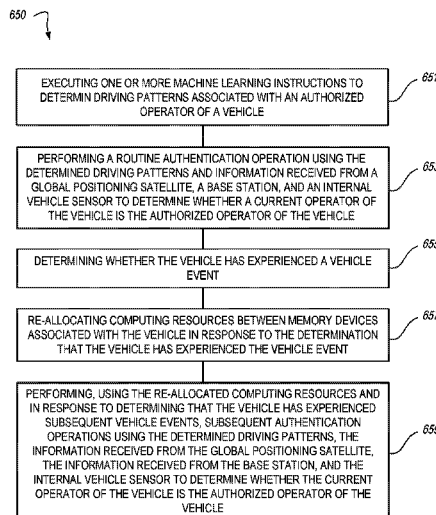 650
EXECUTING ONE OR MORE MACHINE LEARNING INSTRUCTIONS TO
DETERMIN DRIVING PATTERNS ASSOCIATED WITH AN AUTHORIZED
OPERATOR OF A VEHICLE
651
PERFORMING A ROUTINE AUTHENTICATION OPERATION USING THE
DETERMINED DRIVING PATTERNS AND INFORMATION RECEIVED FROM A
GLOBAL POSITIONING SATELLITE, A BASE STATION, AND AN INTERNAL
VEHICLE SENSOR TO DETERMINE WHETHER A CURRENT OPERATOR OF
THE VEHICLE IS THE AUTHORIZED OPERATOR OF THE VEHICLE
DETERMINING WHETHER THE VEHICLE HAS EXPERIENCED A VEHICLE
EVENT
RE-ALLOCATING COMPUTING RESOURCES BETWEEN MEMORY DEVICES
ASSOCIATED WITH THE VEHICLE IN RESPONSE TO THE DETERMINATION
THAT THE VEHICLE HAS EXPERIENCED THE VEHICLE EVENT
PERFORMING, USING THE RE-ALLOCATED COMPUTING RESOURCES AND
IN RESPONSE TO DETERMINING THAT THE VEHICLE HAS EXPERIENCED
SUBSEQUENT VEHICLE EVENTS, SUBSEQUENT AUTHENTICATION
OPERATIONS USING THE DETERMINED DRIVING PATTERNS, THE
INFORMATION RECEIVED FROM THE GLOBAL POSITIONING SATELLITE,
THE INFORMATION RECEIVED FROM THE BASE STATION, AND THE
INTERNAL VEHICLE SENSOR TO DETERMINE WHETHER THE CURRENT
OPERATOR OF THE VEHICLE IS THE AUTHORIZED OPERATOR OF THE
VEHICLE